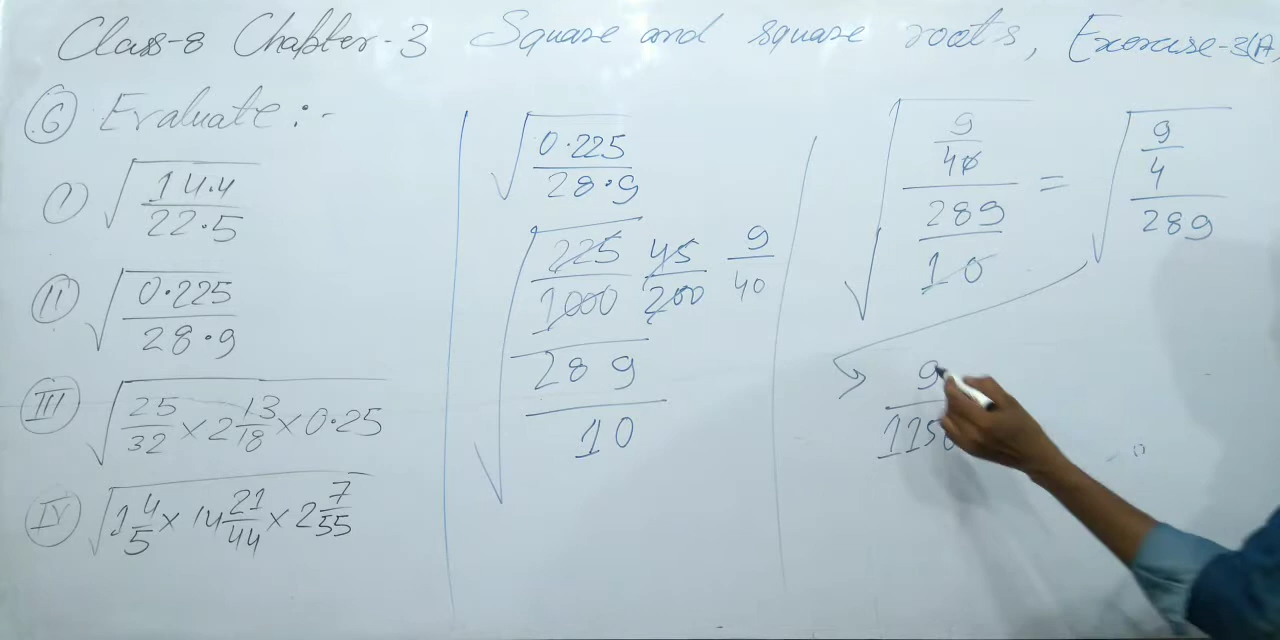 Class-8 Chapter-3 Square and square roots, Exercise-3(A)
6 Evaluate:-
I √(14.4/22.5)
II √(0.225/28.9)
III √(25/32 × 2 13/18 × 0.25)
IV √(1 4/5 × 14 21/44 × 2 7/55)
√(0.225/28.9)
√((225/1000)/(289/10)) 45/200 9/40
√((9/40)/(289/10)) = √((9/4)/289)
9